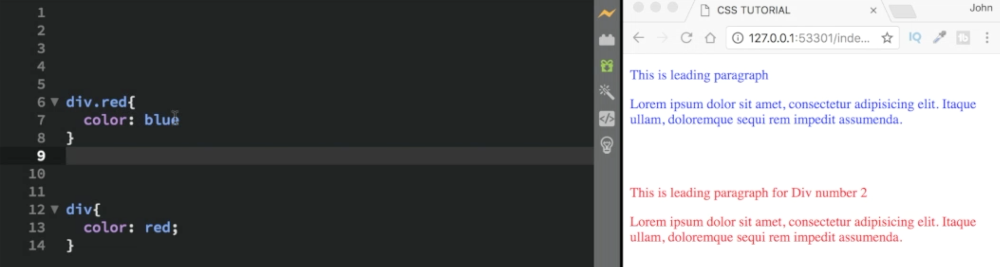 1
2
3
4
5
6 ▼ div.red{
7 color: blue
8 }
9
10
11
12 ▼ div{
13 color: red;
14 }
</>
CSS TUTORIAL ×
John
127.0.0.1:53301/inde...
IQ
tb
This is leading paragraph
Lorem ipsum dolor sit amet, consectetur adipisicing elit. Itaque
ullam, doloremque sequi rem impedit assumenda.
This is leading paragraph for Div number 2
Lorem ipsum dolor sit amet, consectetur adipisicing elit. Itaque
ullam, doloremque sequi rem impedit assumenda.